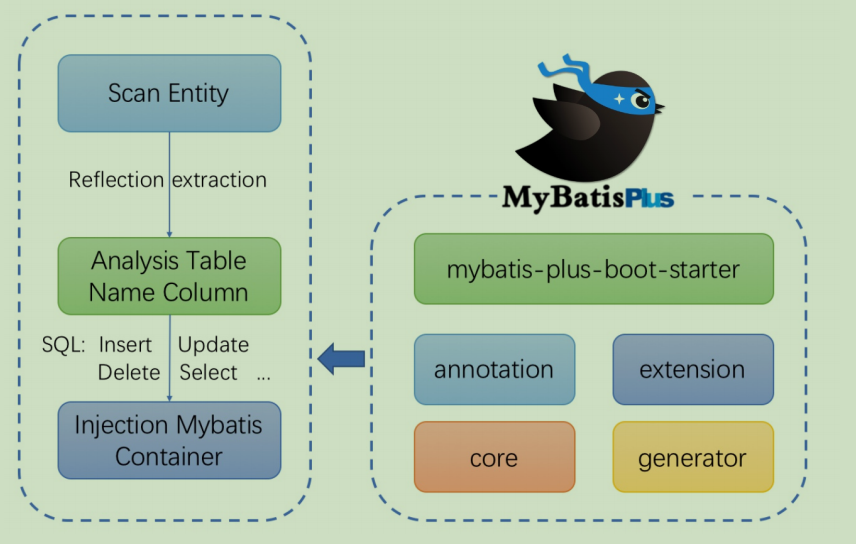 Scan Entity
Reflection extraction
Analysis Table
Name Column
SQL: Insert Update
Delete Select ...
Injection Mybatis
Container
MyBatisPlus
mybatis-plus-boot-starter
annotation
extension
core
generator